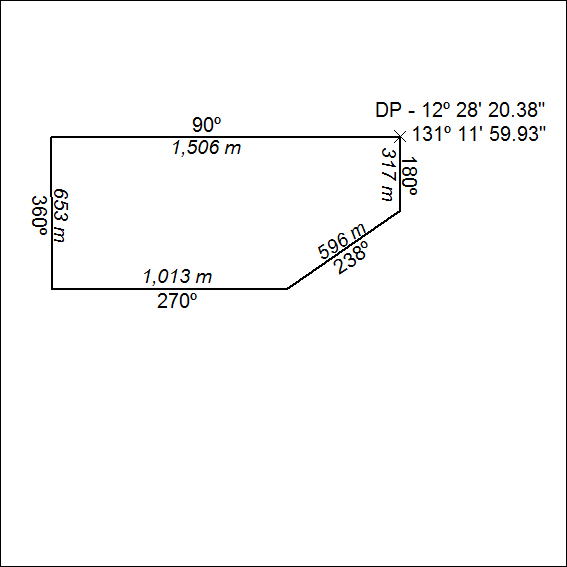 DP - 12º 28' 20.38"
131º 11' 59.93"
90º
1,506 m
317 m
180º
653 m
360º
596 m
238º
1,013 m
270º